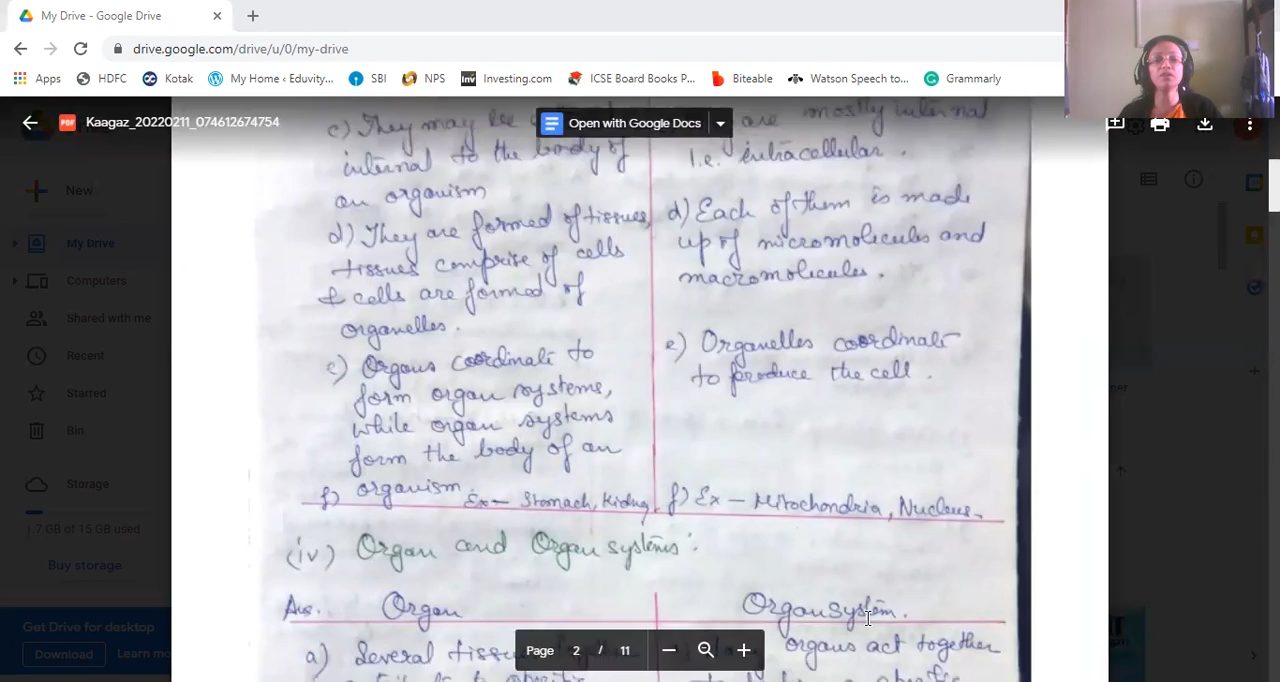 My Drive - Google Drive
drive.google.com/drive/u/0/my-drive
Apps HDFC Kotak My Home ‹ Eduvity... SBI NPS Investing.com ICSE Board Books P... Biteable Watson Speech to... Grammarly
Kaagaz_20220211_074612674754
Open with Google Docs
New
My Drive
Computers
Shared with me
Recent
Starred
Bin
Storage
1.7 GB of 15 GB used
Buy storage
Get Drive for desktop
Download Learn mo
c) They may be
internal to the body of
an organism
d) They are formed of tissues,
tissues comprise of cells
& cells are formed of
organelles.
e) Organs coordinate to
form organ systems,
while organ systems
form the body of an
organism
f) Ex - Stomach, Kidney
are mostly internal
i.e. intracellular.
d) Each of them is made
up of micromolecules and
macromolecules.
e) Organelles coordinate
to produce the cell.
f) Ex - Mitochondria, Nucleus.
(iv) Organ and Organ systems:
Ans. Organ Organsystem.
a) Several organs act together
Page 2 / 11